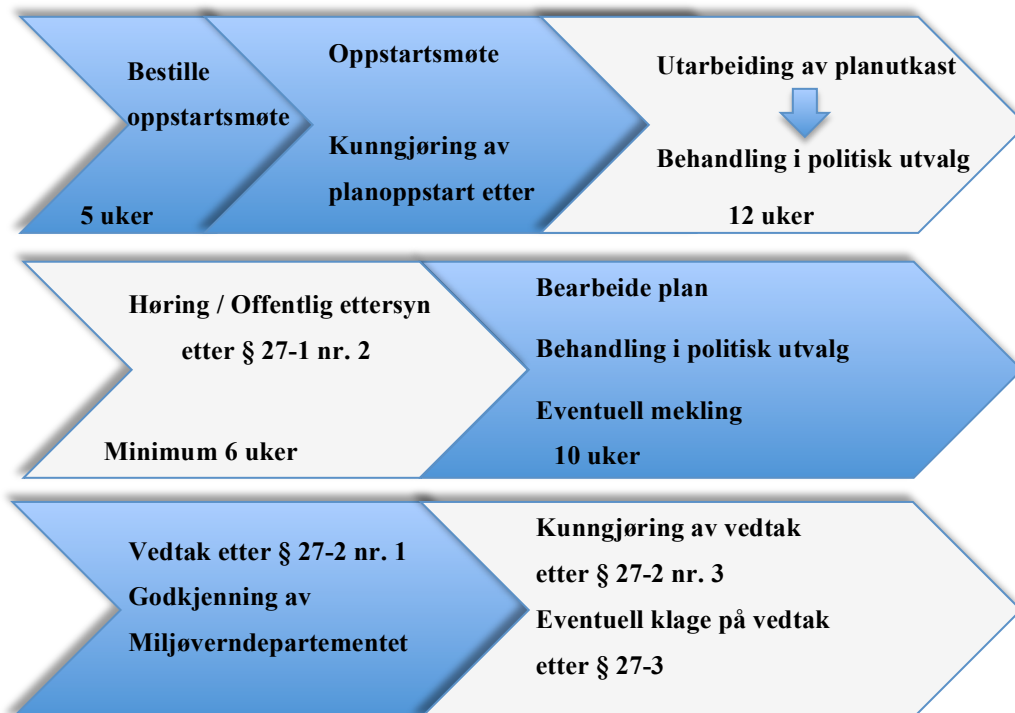 Bestille
oppstartsmøte
5 uker
Oppstartsmøte
Kunngjøring av
planoppstart etter
Utarbeiding av planutkast
Behandling i politisk utvalg
12 uker
Høring / Offentlig ettersyn
etter § 27-1 nr. 2
Minimum 6 uker
Bearbeide plan
Behandling i politisk utvalg
Eventuell mekling
10 uker
Vedtak etter § 27-2 nr. 1
Godkjenning av
Miljøverndepartementet
Kunngjøring av vedtak
etter § 27-2 nr. 3
Eventuell klage på vedtak
etter § 27-3